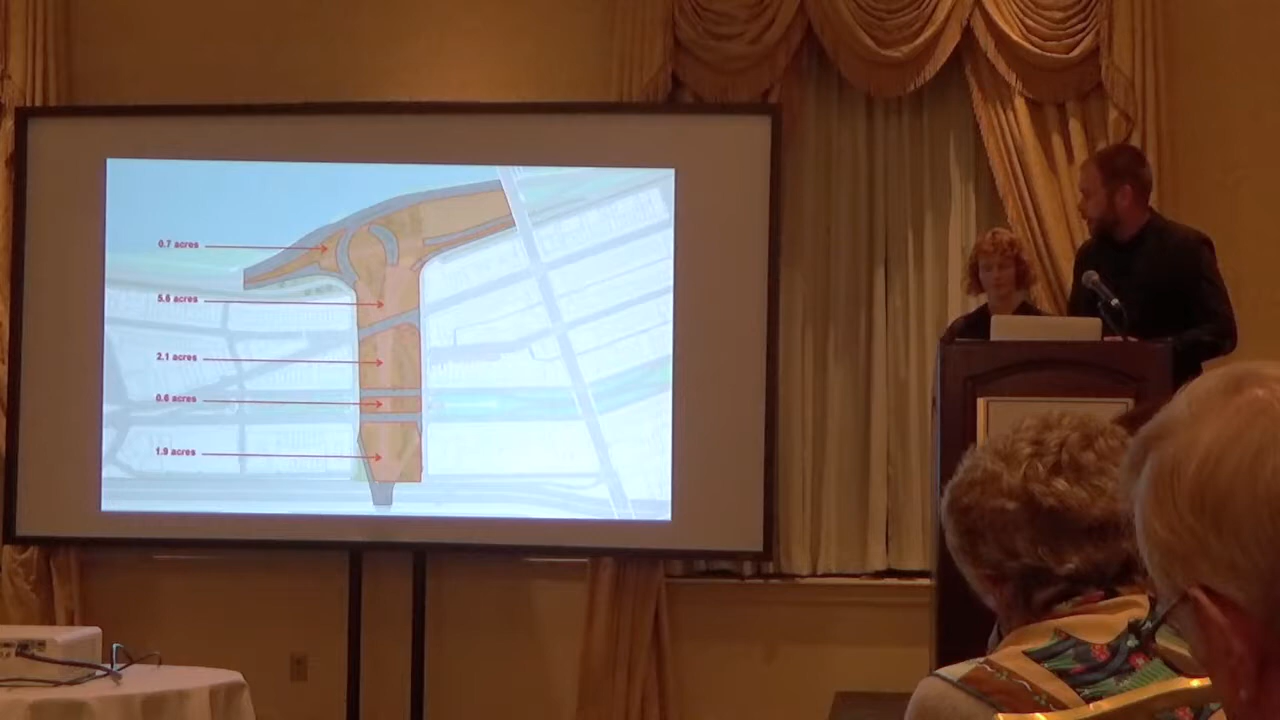 0.7 acres
5.6 acres
2.1 acres
0.6 acres
1.9 acres